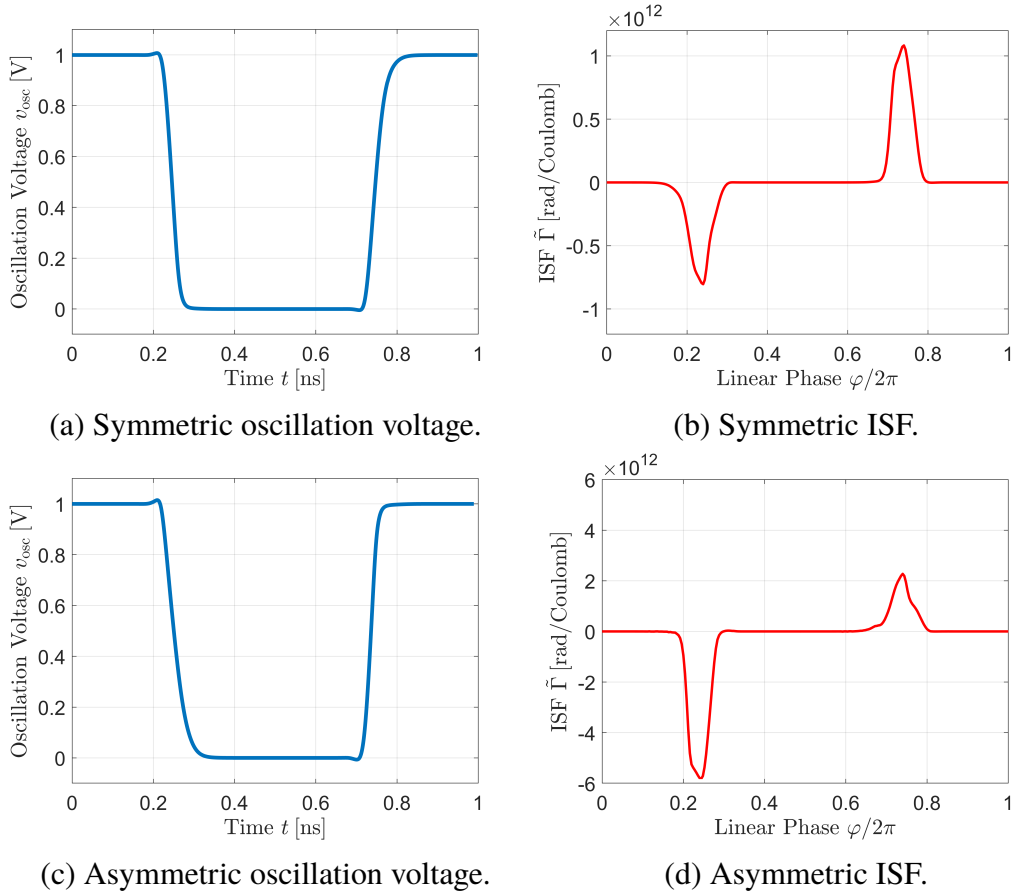 1
0.8
0.6
0.4
0.2
0
Oscillation Voltage v_osc [V]
0 0.2 0.4 0.6 0.8 1
Time t [ns]
(a) Symmetric oscillation voltage.
×10^12
1
0.5
0
-0.5
-1
ISF Γ̃ [rad/Coulomb]
0 0.2 0.4 0.6 0.8 1
Linear Phase φ/2π
(b) Symmetric ISF.
1
0.8
0.6
0.4
0.2
0
Oscillation Voltage v_osc [V]
0 0.2 0.4 0.6 0.8 1
Time t [ns]
(c) Asymmetric oscillation voltage.
×10^12
6
4
2
0
-2
-4
-6
ISF Γ̃ [rad/Coulomb]
0 0.2 0.4 0.6 0.8 1
Linear Phase φ/2π
(d) Asymmetric ISF.